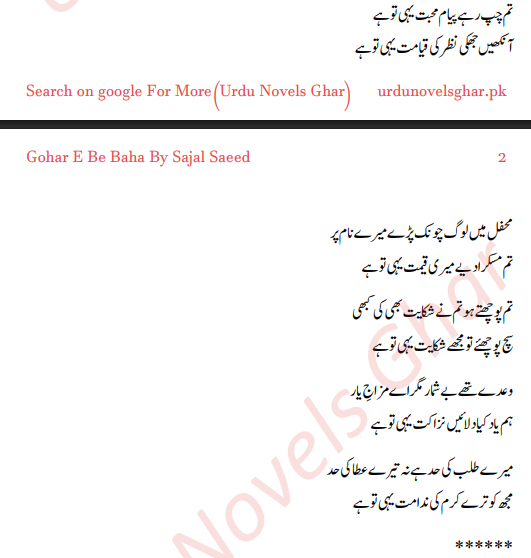 تم چپ رہے پیام محبت یہی تو ہے
آنکھیں جھکی نظر کی قیامت یہی تو ہے
Search on google For More(Urdu Novels Ghar) urdunovelsghar.pk
Gohar E Be Baha By Sajal Saeed 2
محفل میں لوگ چونک پڑے میرے نام پر
تم مسکرا دیے میری قیمت یہی تو ہے
تم پوچھتے ہو تم نے شکایت بھی کی کبھی
سچ پوچھئے تو مجھے شکایت یہی تو ہے
وعدے تھے بے شمار مگر اے مزاجِ یار
ہم یاد کیا دلائیں نزاکت یہی تو ہے
میرے طلب کی حد ہے نہ تیرے عطا کی حد
مجھ کو ترے کرم کی ندامت یہی تو ہے
******
Novels Ghar